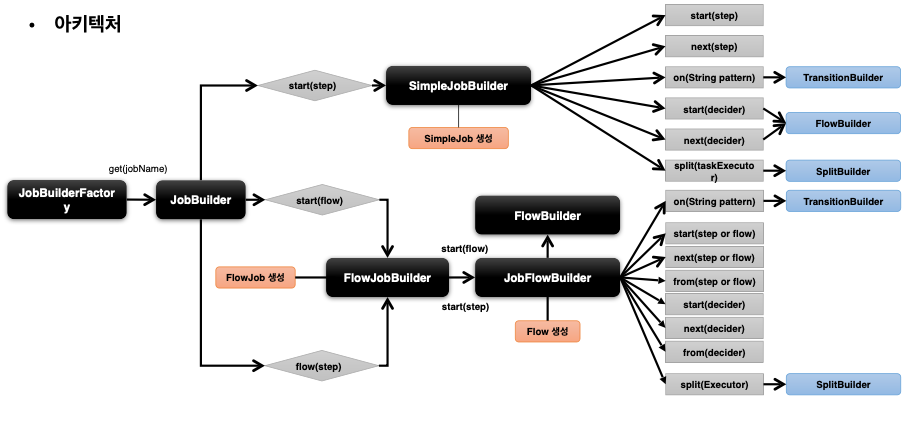 • 아키텍처
start(step)
next(step)
on(String pattern)
TransitionBuilder
start(step)
SimpleJobBuilder
start(decider)
FlowBuilder
SimpleJob 생성
next(decider)
split(taskExecuto
r)
SplitBuilder
get(jobName)
JobBuilderFactor
y
JobBuilder
start(flow)
FlowBuilder
on(String pattern)
TransitionBuilder
start(step or flow)
start(flow)
next(step or flow)
FlowJob 생성
FlowJobBuilder
JobFlowBuilder
from(step or flow)
start(step)
start(decider)
Flow 생성
next(decider)
from(decider)
flow(step)
split(Executor)
SplitBuilder